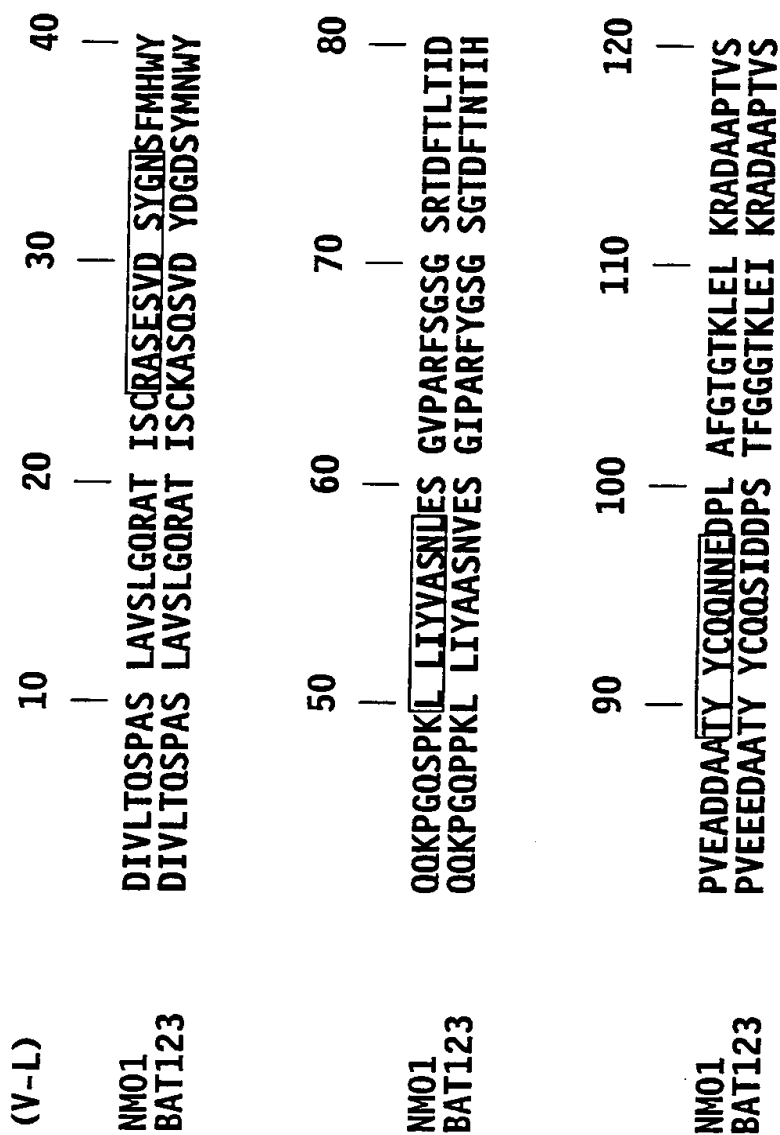 (V-L)
10 20 30 40
NM01 DIVLTQSPAS LAVSLGQRAT ISCRASESVD SYGNSFMHWY
BAT123 DIVLTQSPAS LAVSLGQRAT ISCKASQSVD YDGDSYMNWY
50 60 70 80
NM01 QQKPGQSPKL LIYVASNLES GVPARFSGSG SRTDFTLTID
BAT123 QQKPGQPPKL LIYAASNVES GIPARFYGSG SGTDFTNTIH
90 100 110 120
NM01 PVEADDAATY YCQQNNEDPL AFGTGTKLEL KRADAAPTVS
BAT123 PVEEEDAATY YCQQSIDDPS TFGGGTKLEI KRADAAPTVS